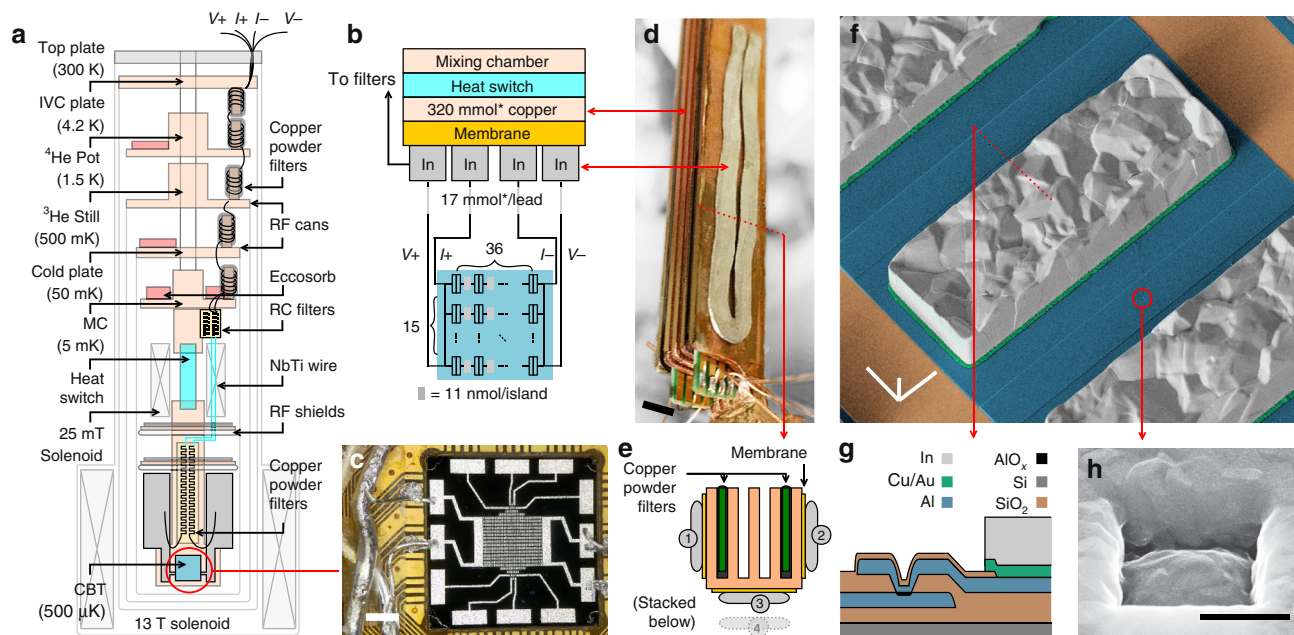 a
V+ I+ I− V−
Top plate
(300 K)
IVC plate
(4.2 K)
⁴He Pot
(1.5 K)
³He Still
(500 mK)
Cold plate
(50 mK)
MC
(5 mK)
Heat
switch
25 mT
Solenoid
CBT
(500 µK)
13 T solenoid
Copper
powder
filters
RF cans
Eccosorb
RC filters
NbTi wire
RF shields
Copper
powder
filters
b
To filters
Mixing chamber
Heat switch
320 mmol* copper
Membrane
In In In In
17 mmol*/lead
V+ I+ 36 I− V−
15
= 11 nmol/island
c
d
e
Copper
powder
filters
Membrane
1
2
3
4
(Stacked
below)
f
g
In
Cu/Au
Al
AlOₓ
Si
SiO₂
h